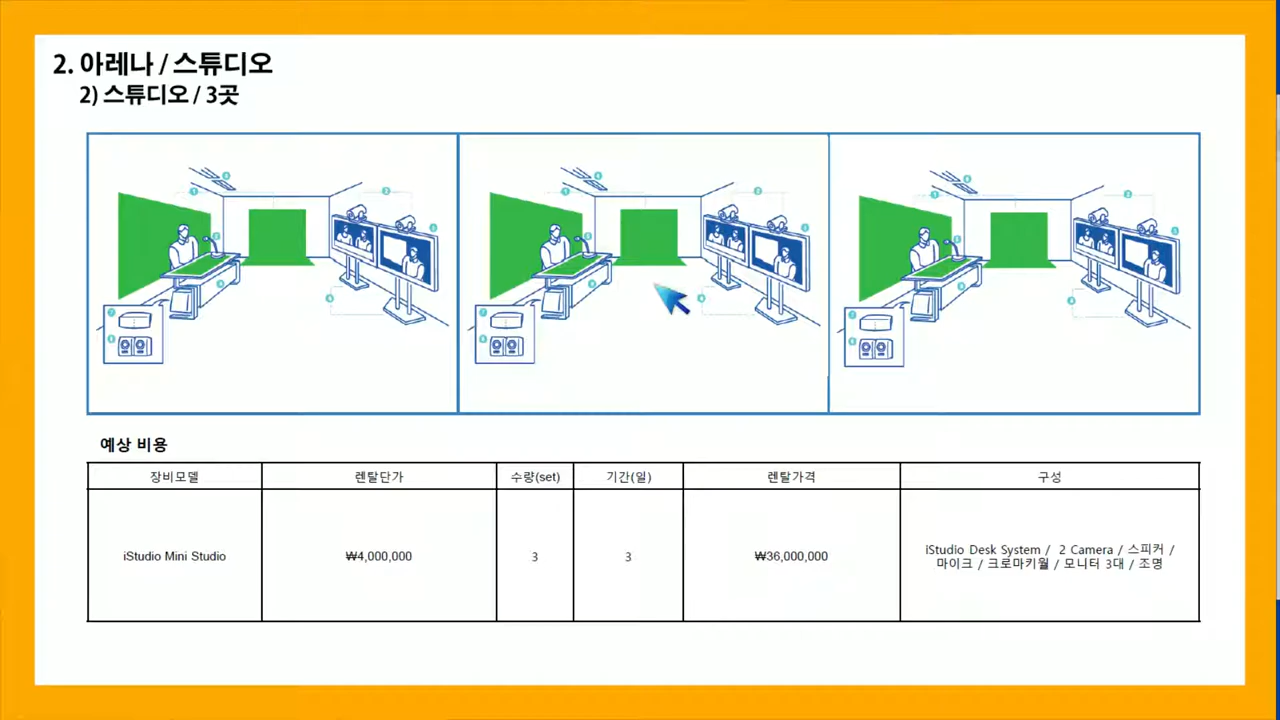 2. 아레나 / 스튜디오
2) 스튜디오 / 3곳
예상 비용
장비모델 렌탈단가 수량(set) 기간(일) 렌탈가격 구성
iStudio Mini Studio ₩4,000,000 3 3 ₩36,000,000 iStudio Desk System / 2 Camera / 스피커 /
마이크 / 크로마키월 / 모니터 3대 / 조명